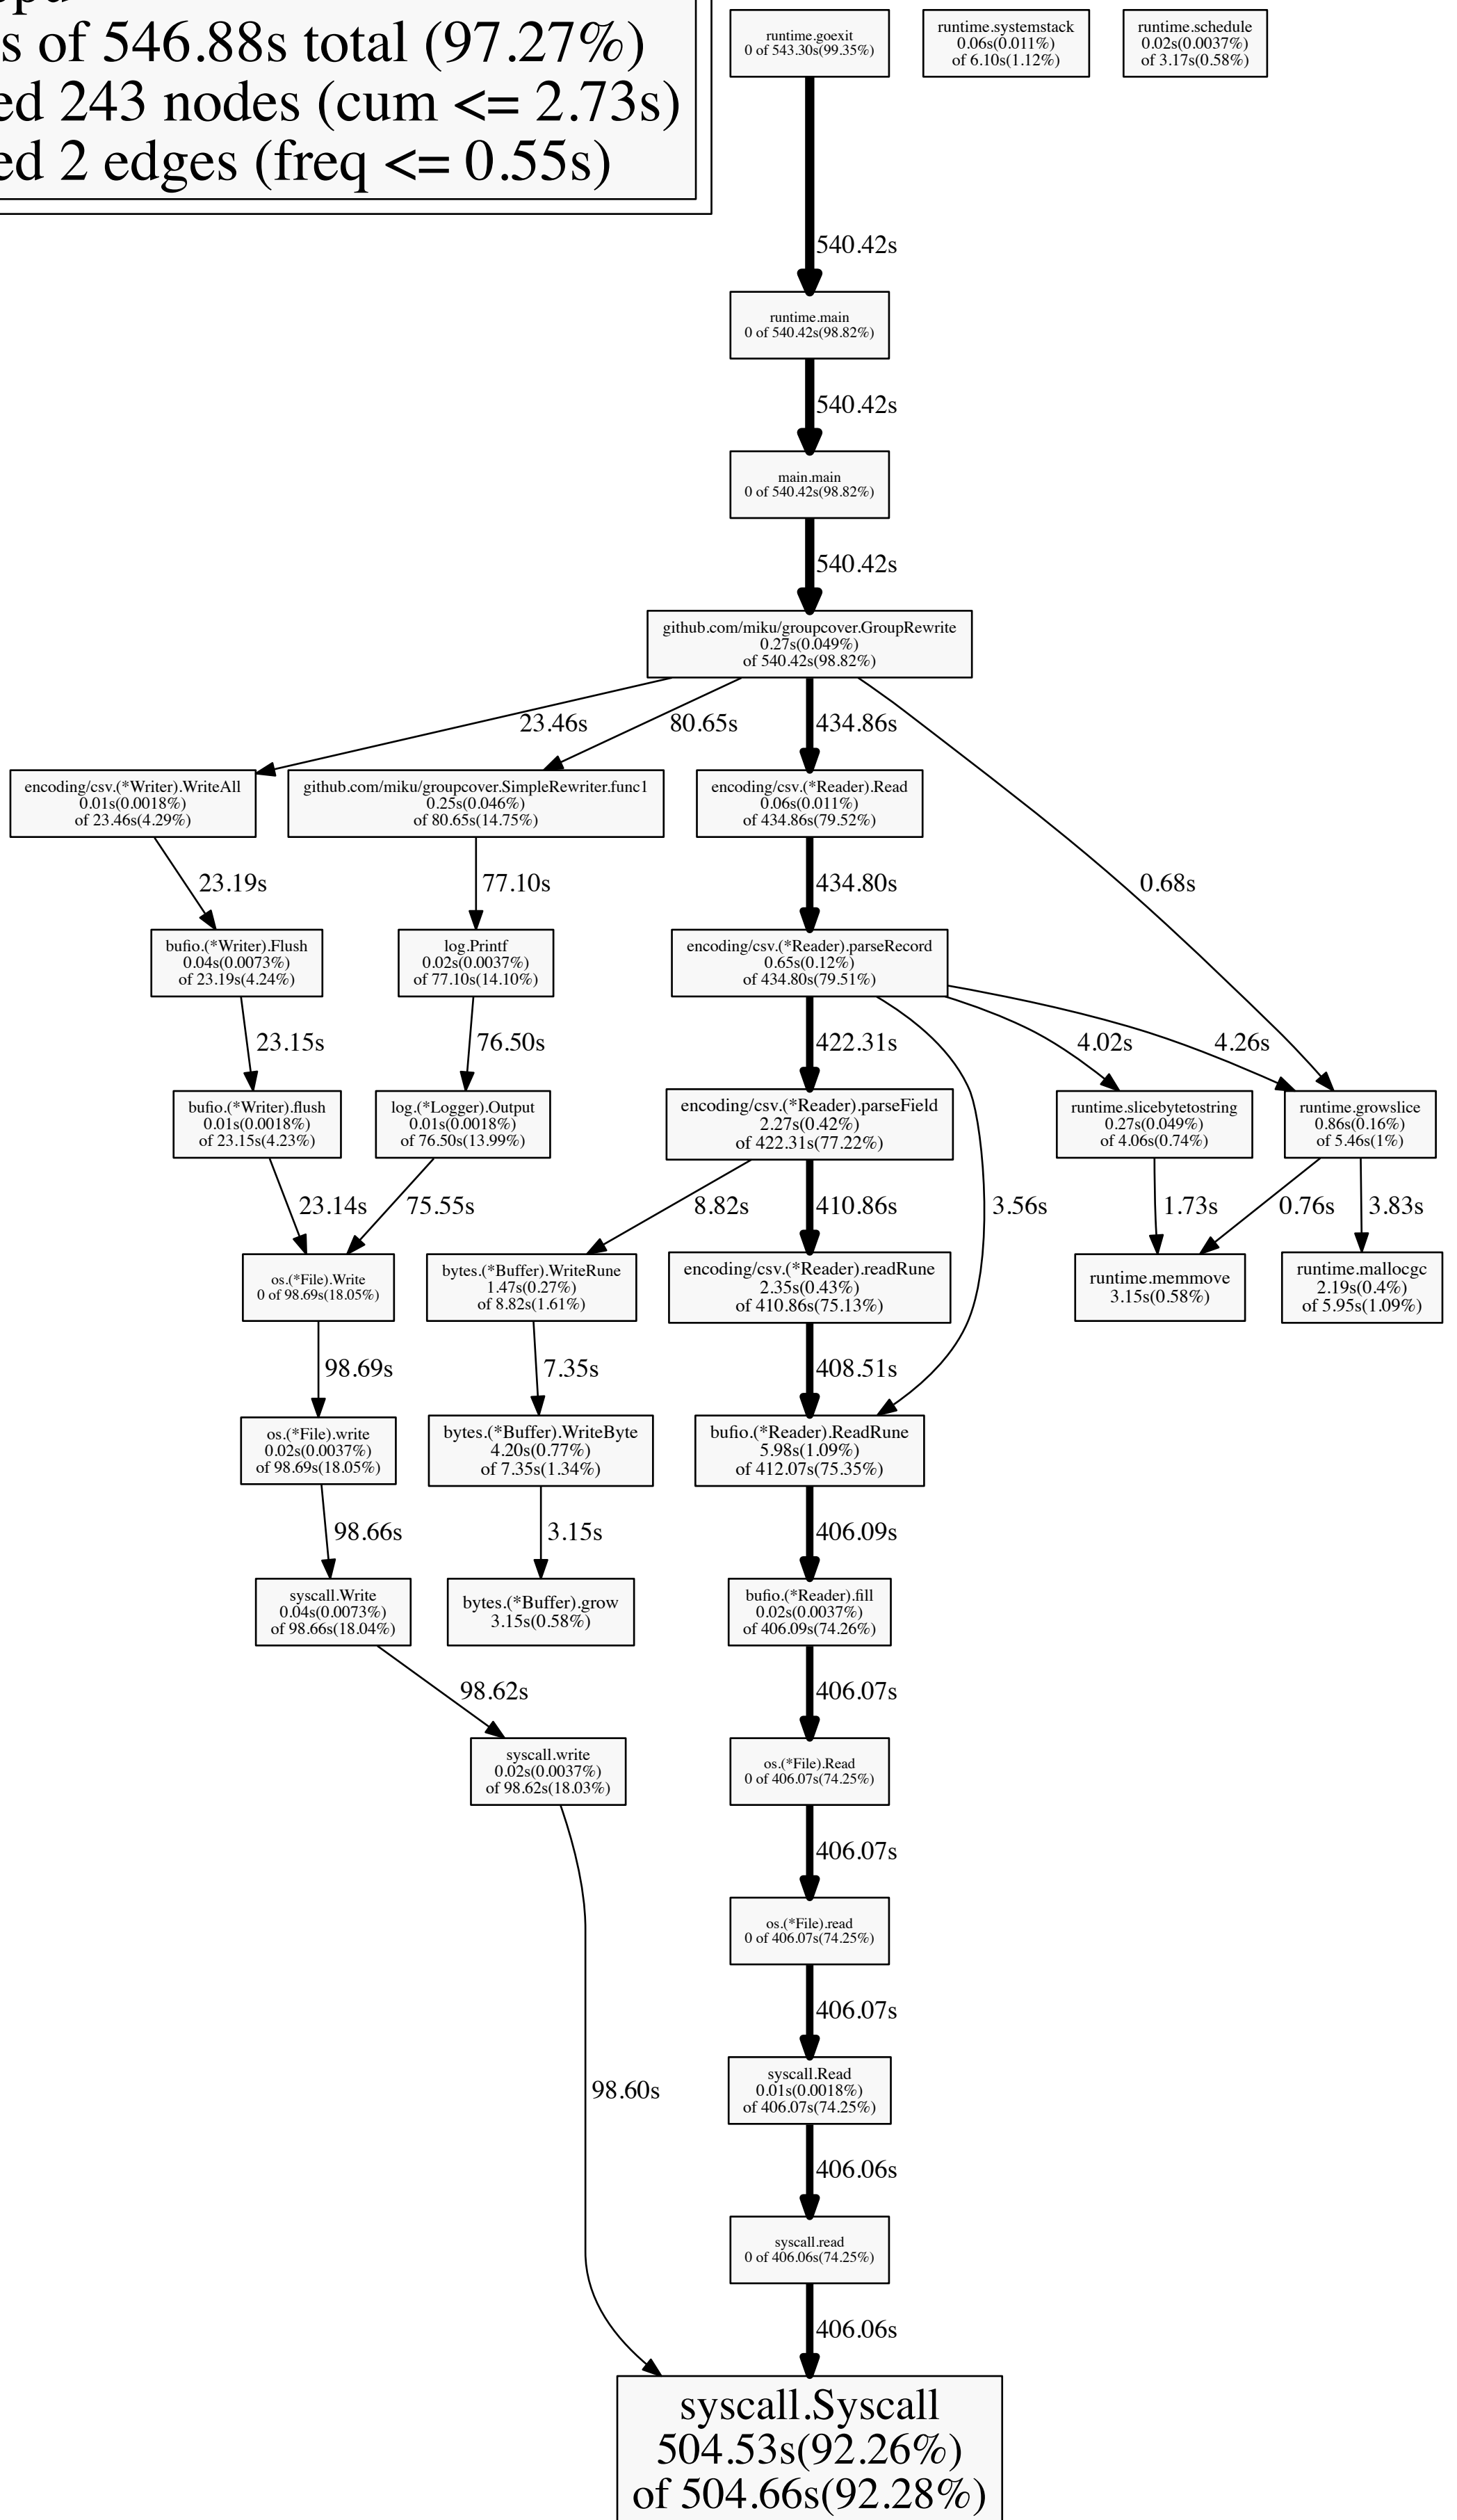 s of 546.88s total (97.27%)
ed 243 nodes (cum <= 2.73s)
ed 2 edges (freq <= 0.55s)
runtime.goexit
0 of 543.30s(99.35%)
runtime.systemstack
0.06s(0.011%)
of 6.10s(1.12%)
runtime.schedule
0.02s(0.0037%)
of 3.17s(0.58%)
540.42s
runtime.main
0 of 540.42s(98.82%)
540.42s
main.main
0 of 540.42s(98.82%)
540.42s
github.com/miku/groupcover.GroupRewrite
0.27s(0.049%)
of 540.42s(98.82%)
23.46s
80.65s
434.86s
encoding/csv.(*Writer).WriteAll
0.01s(0.0018%)
of 23.46s(4.29%)
github.com/miku/groupcover.SimpleRewriter.func1
0.25s(0.046%)
of 80.65s(14.75%)
encoding/csv.(*Reader).Read
0.06s(0.011%)
of 434.86s(79.52%)
23.19s
77.10s
434.80s
0.68s
bufio.(*Writer).Flush
0.04s(0.0073%)
of 23.19s(4.24%)
log.Printf
0.02s(0.0037%)
of 77.10s(14.10%)
encoding/csv.(*Reader).parseRecord
0.65s(0.12%)
of 434.80s(79.51%)
23.15s
76.50s
422.31s
4.02s
4.26s
bufio.(*Writer).flush
0.01s(0.0018%)
of 23.15s(4.23%)
log.(*Logger).Output
0.01s(0.0018%)
of 76.50s(13.99%)
encoding/csv.(*Reader).parseField
2.27s(0.42%)
of 422.31s(77.22%)
runtime.slicebytetostring
0.27s(0.049%)
of 4.06s(0.74%)
runtime.growslice
0.86s(0.16%)
of 5.46s(1%)
23.14s
75.55s
8.82s
410.86s
3.56s
1.73s
0.76s
3.83s
os.(*File).Write
0 of 98.69s(18.05%)
bytes.(*Buffer).WriteRune
1.47s(0.27%)
of 8.82s(1.61%)
encoding/csv.(*Reader).readRune
2.35s(0.43%)
of 410.86s(75.13%)
runtime.memmove
3.15s(0.58%)
runtime.mallocgc
2.19s(0.4%)
of 5.95s(1.09%)
98.69s
7.35s
408.51s
os.(*File).write
0.02s(0.0037%)
of 98.69s(18.05%)
bytes.(*Buffer).WriteByte
4.20s(0.77%)
of 7.35s(1.34%)
bufio.(*Reader).ReadRune
5.98s(1.09%)
of 412.07s(75.35%)
98.66s
3.15s
406.09s
syscall.Write
0.04s(0.0073%)
of 98.66s(18.04%)
bytes.(*Buffer).grow
3.15s(0.58%)
bufio.(*Reader).fill
0.02s(0.0037%)
of 406.09s(74.26%)
98.62s
406.07s
syscall.write
0.02s(0.0037%)
of 98.62s(18.03%)
os.(*File).Read
0 of 406.07s(74.25%)
406.07s
os.(*File).read
0 of 406.07s(74.25%)
406.07s
98.60s
syscall.Read
0.01s(0.0018%)
of 406.07s(74.25%)
406.06s
syscall.read
0 of 406.06s(74.25%)
406.06s
syscall.Syscall
504.53s(92.26%)
of 504.66s(92.28%)